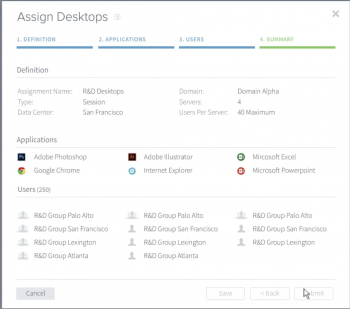 Assign Desktops
1. DEFINITION 2. APPLICATIONS 3. USERS 4. SUMMARY
Definition
Assignment Name: R&D Desktops Domain: Domain Alpha
Type: Session Servers: 4
Data Center: San Francisco Users Per Server: 40 Maximum
Applications
Adobe Photoshop Adobe Illustrator Mircosoft Excel
Google Chrome Internet Explorer Microsoft Powerpoint
Users (250)
R&D Group Palo Alto R&D Group Palo Alto R&D Group Palo Alto
R&D Group San Francisco R&D Group San Francisco R&D Group San Francisco
R&D Group Lexington R&D Group Lexington R&D Group Lexington
R&D Group Atlanta R&D Group Atlanta
Cancel Save < Back Submit